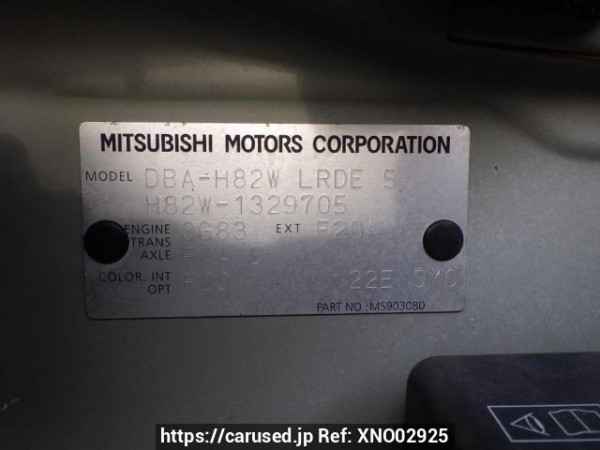 MITSUBISHI MOTORS CORPORATION
MODEL DBA-H82W LRDE 5
H82W-1329705
ENGINE 3G83 EXT F20A
TRANS
AXLE
COLOR. INT 22E 0M0
OPT
PART NO.:MS903080
https://carused.jp Ref: XNO02925